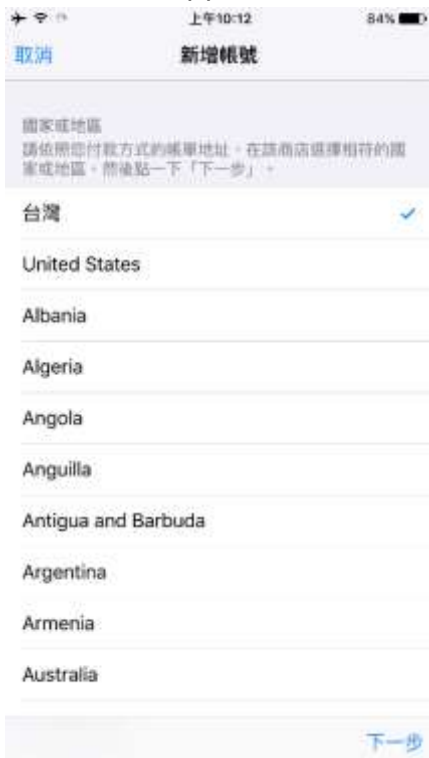 上午10:12
84%
取消
新增帳號
國家或地區
請依照您付款方式的帳單地址，在該商店選擇相符的國
家或地區，然後點一下「下一步」。
台灣
United States
Albania
Algeria
Angola
Anguilla
Antigua and Barbuda
Argentina
Armenia
Australia
下一步